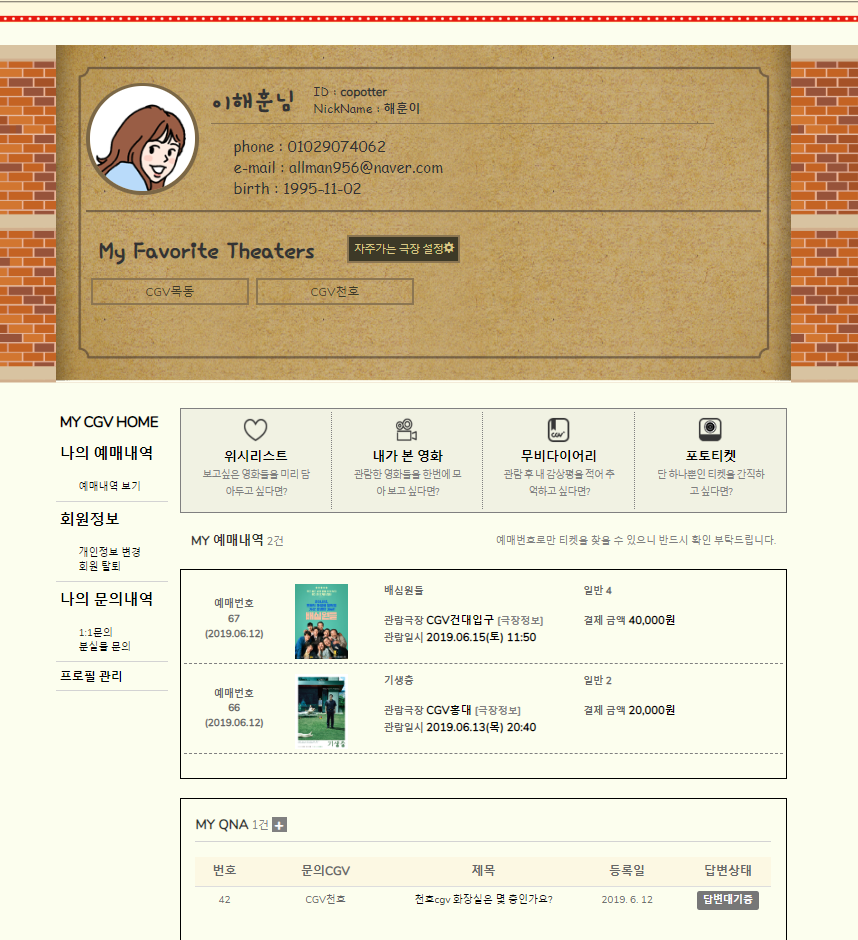 이해훈님
ID : copotter
NickName : 해훈이
phone : 01029074062
e-mail : allman956@naver.com
birth : 1995-11-02
My Favorite Theaters
자주가는 극장 설정
CGV목동
CGV천호
MY CGV HOME
나의 예매내역
예매내역 보기
회원정보
개인정보 변경
회원 탈퇴
나의 문의내역
1:1문의
분실물 문의
프로필 관리
위시리스트
보고싶은 영화들을 미리 담
아두고 싶다면?
내가 본 영화
관람한 영화들을 한번에 모
아 보고 싶다면?
CGV
무비다이어리
관람 후 내 감상평을 적어 추
억하고 싶다면?
포토티켓
단 하나뿐인 티켓을 간직하
고 싶다면?
MY 예매내역 2건
예매번호로만 티켓을 찾을 수 있으니 반드시 확인 부탁드립니다.
예매번호
67
(2019.06.12)
배심원들
배심원들
관람극장 CGV건대입구 [극장정보]
관람일시 2019.06.15(토) 11:50
일반 4
결제 금액 40,000원
예매번호
66
(2019.06.12)
기생충
기생충
관람극장 CGV홍대 [극장정보]
관람일시 2019.06.13(목) 20:40
일반 2
결제 금액 20,000원
MY QNA 1건
번호 문의CGV 제목 등록일 답변상태
42 CGV천호 천호cgv 화장실은 몇 층인가요? 2019. 6. 12 답변대기중